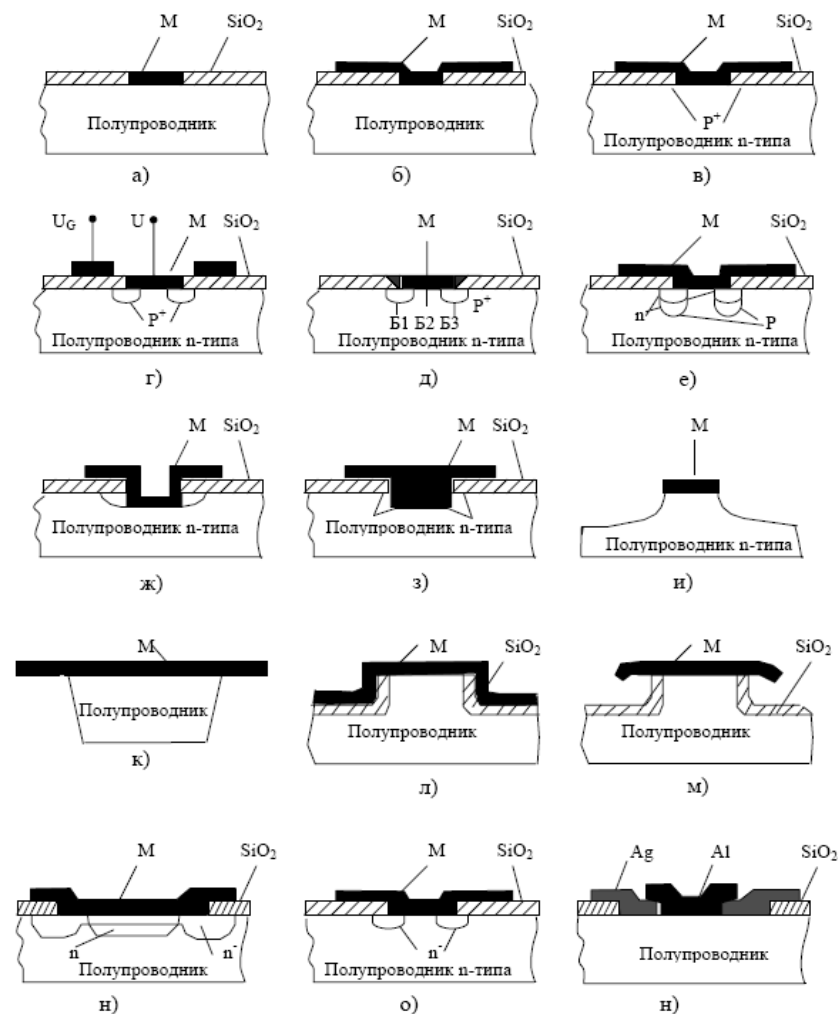 М SiO₂
Полупроводник
а)
М SiO₂
Полупроводник
б)
М SiO₂
P⁺
Полупроводник n-типа
в)
U_G U М SiO₂
P⁺
Полупроводник n-типа
г)
М SiO₂
P⁺
Б1 Б2 Б3
Полупроводник n-типа
д)
М SiO₂
n P
Полупроводник n-типа
е)
М SiO₂
Полупроводник n-типа
ж)
М SiO₂
Полупроводник n-типа
з)
М
Полупроводник n-типа
и)
М
Полупроводник
к)
М SiO₂
Полупроводник
л)
М SiO₂
Полупроводник
м)
М SiO₂
n n⁻
Полупроводник
н)
М SiO₂
n⁻
Полупроводник n-типа
о)
Ag Al SiO₂
Полупроводник
н)